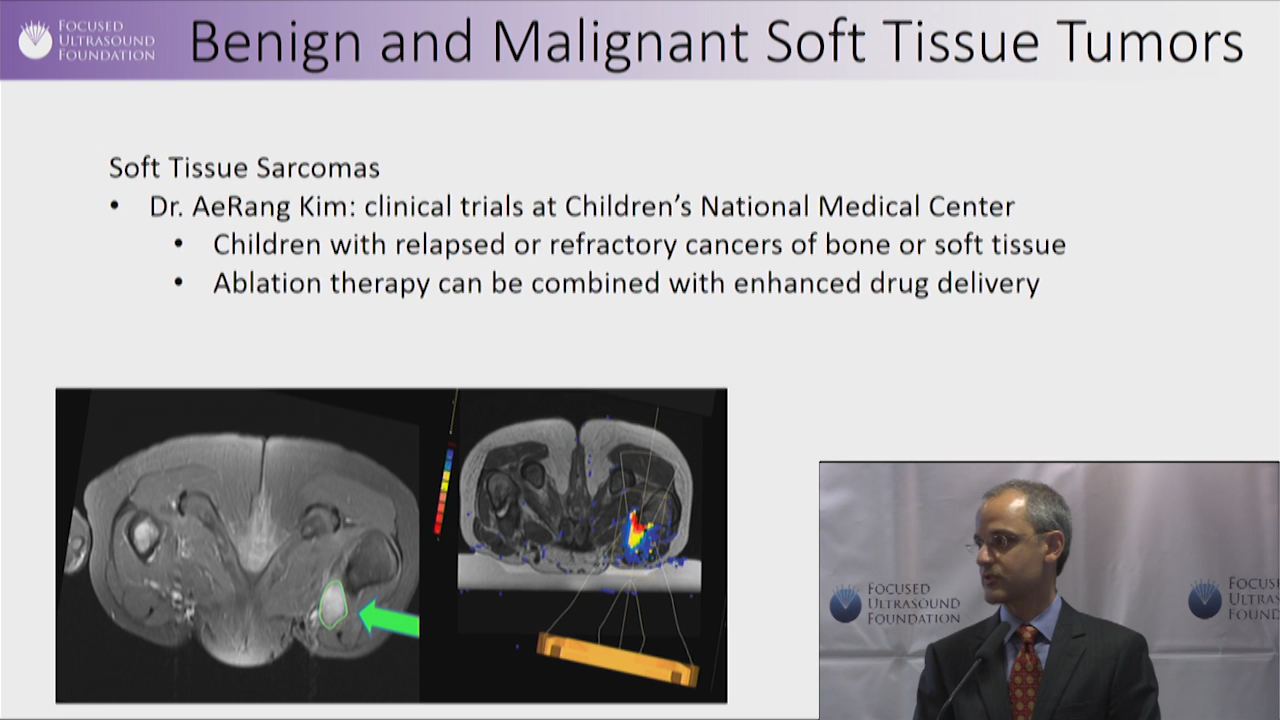 FOCUSED
ULTRASOUND
FOUNDATION
Benign and Malignant Soft Tissue Tumors
Soft Tissue Sarcomas
• Dr. AeRang Kim: clinical trials at Children's National Medical Center
• Children with relapsed or refractory cancers of bone or soft tissue
• Ablation therapy can be combined with enhanced drug delivery
FOCUSED
ULTRASOUND
FOUNDATION
FOCUS
ULTRAS
FOUND